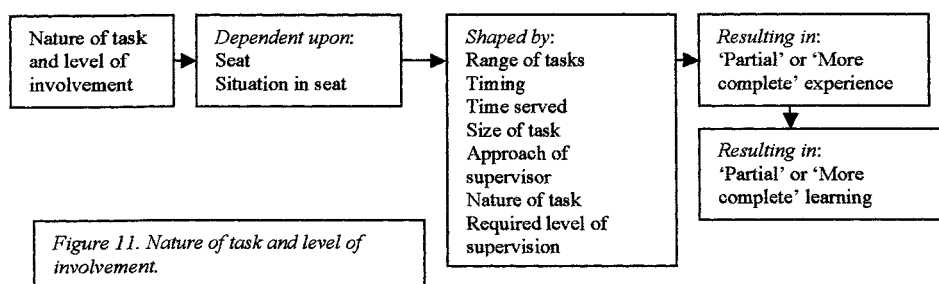 Nature of task
and level of
involvement
Dependent upon:
Seat
Situation in seat
Shaped by:
Range of tasks
Timing
Time served
Size of task
Approach of
supervisor
Nature of task
Required level of
supervision
Resulting in:
‘Partial’ or ‘More
complete’ experience
Resulting in:
‘Partial’ or ‘More
complete’ learning
Figure 11. Nature of task and level of
involvement.